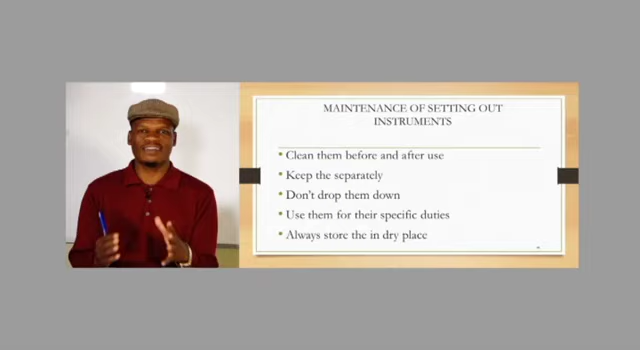 MAINTENANCE OF SETTING OUT
INSTRUMENTS
• Clean them before and after use
• Keep the separately
• Don't drop them down
• Use them for their specific duties
• Always store the in dry place